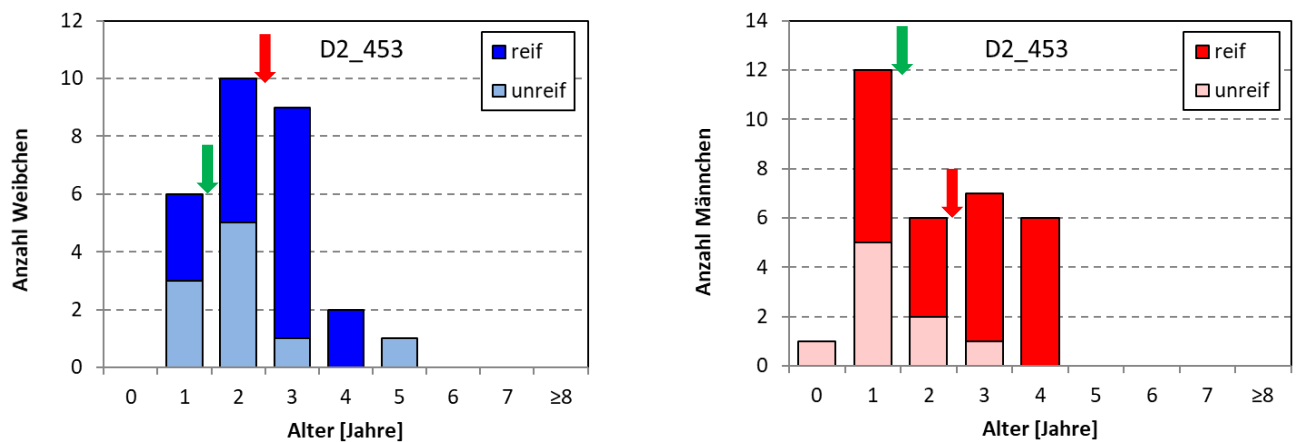 12
10
8
6
4
2
0
D2_453
reif
unreif
Anzahl Weibchen
0 1 2 3 4 5 6 7 ≥8
Alter [Jahre]
14
12
10
8
6
4
2
0
D2_453
reif
unreif
Anzahl Männchen
0 1 2 3 4 5 6 7 ≥8
Alter [Jahre]